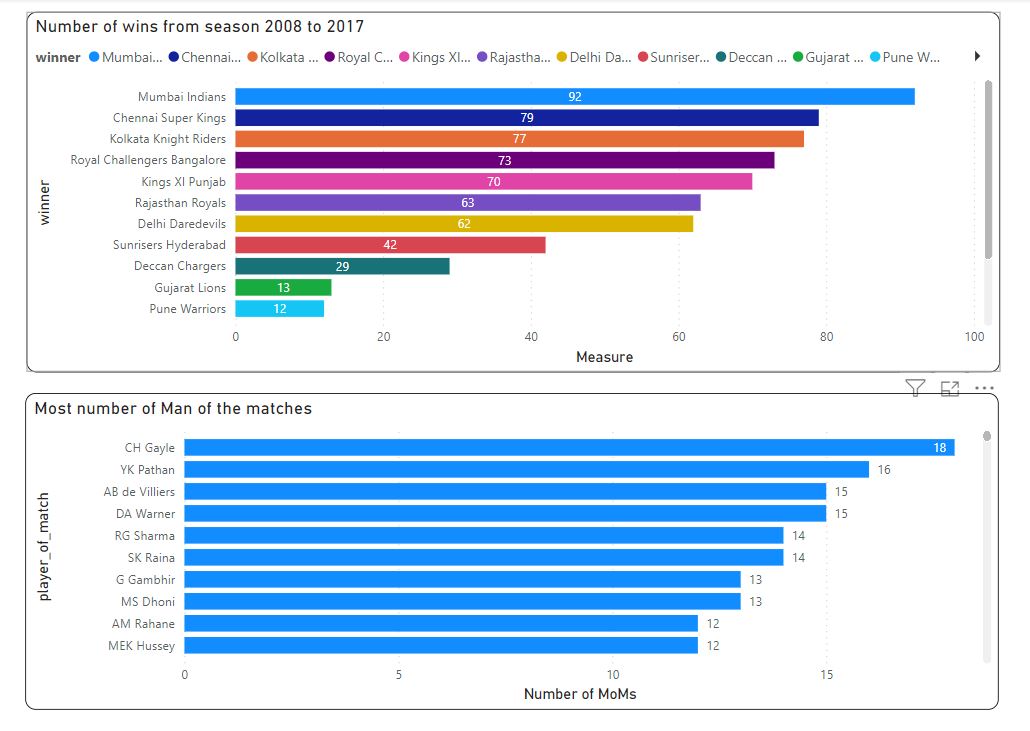 Number of wins from season 2008 to 2017
winner Mumbai... Chennai... Kolkata ... Royal C... Kings XI... Rajastha... Delhi Da... Sunriser... Deccan ... Gujarat ... Pune W...
winner
Mumbai Indians 92
Chennai Super Kings 79
Kolkata Knight Riders 77
Royal Challengers Bangalore 73
Kings XI Punjab 70
Rajasthan Royals 63
Delhi Daredevils 62
Sunrisers Hyderabad 42
Deccan Chargers 29
Gujarat Lions 13
Pune Warriors 12
0 20 40 60 80 100
Measure
Most number of Man of the matches
player_of_match
CH Gayle 18
YK Pathan 16
AB de Villiers 15
DA Warner 15
RG Sharma 14
SK Raina 14
G Gambhir 13
MS Dhoni 13
AM Rahane 12
MEK Hussey 12
0 5 10 15
Number of MoMs